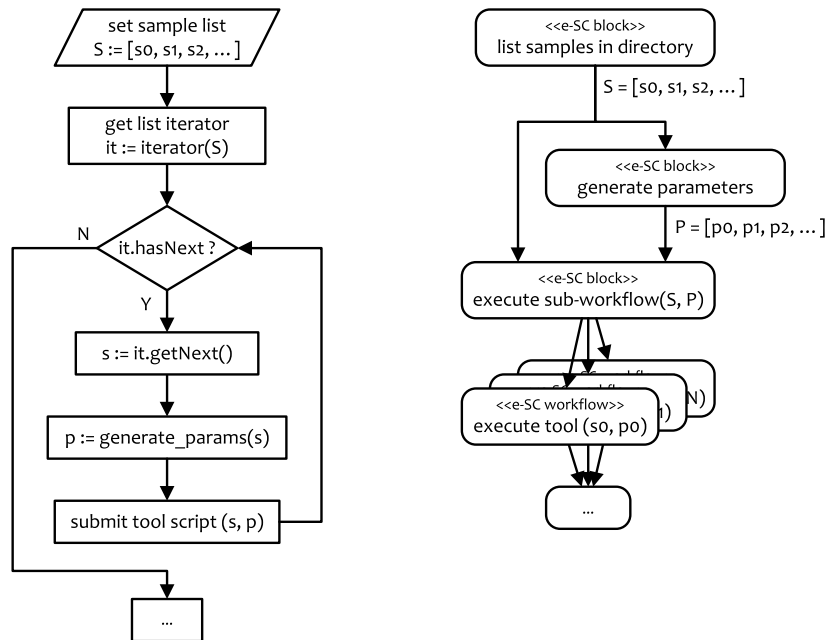 set sample list
S := [s0, s1, s2, … ]
get list iterator
it := iterator(S)
it.hasNext ?
N
Y
s := it.getNext()
p := generate_params(s)
submit tool script (s, p)
...
<<e-SC block>>
list samples in directory
S = [s0, s1, s2, … ]
<<e-SC block>>
generate parameters
P = [p0, p1, p2, … ]
<<e-SC block>>
execute sub-workflow(S, P)
N)
1)
<<e-SC workflow>>
execute tool (s0, p0)
...